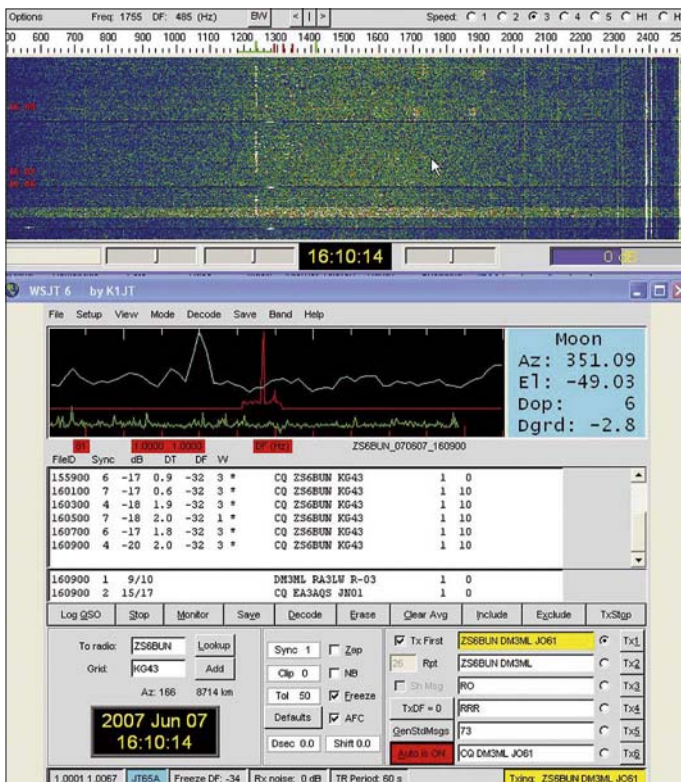 Options Freq: 1755 DF: 485 (Hz) BW < | > Speed: 1 2 3 4 5 H1 H
600 700 800 900 1000 1100 1200 1300 1400 1500 1600 1700 1800 1900 2000 2100 2200 2300 2400
16:10:14 0 dB
WSJT 6 by K1JT
File Setup View Mode Decode Save Band Help
Moon
Az: 351.09
El: -49.03
Dop: 6
Dgrd: -2.8
1.0000 1.0000 DF (Hz) ZS6BUN_070607_160900
FileID Sync dB DT DF W
155900 6 -17 0.9 -32 3 * CQ ZS6BUN KG43 1 0
160100 7 -17 0.6 -32 3 * CQ ZS6BUN KG43 1 10
160300 4 -18 1.9 -32 3 * CQ ZS6BUN KG43 1 10
160500 7 -18 2.0 -32 1 * CQ ZS6BUN KG43 1 10
160700 6 -17 1.8 -32 3 * CQ ZS6BUN KG43 1 10
160900 4 -20 2.0 -32 3 * CQ ZS6BUN KG43 1 10
160900 1 9/10 DM3ML RA3LW R-03 1 0
160900 2 15/17 CQ EA3AQS JN01 1 0
Log QSO Stop Monitor Save Decode Erase Clear Avg Include Exclude TxStop
To radio: ZS6BUN Lookup
Grid: KG43 Add
Az: 166 8714 km
2007 Jun 07
16:10:14
Sync 1 Zap
Clip 0 NB
Tol 50 Freeze
Defaults AFC
Dsec 0.0 Shift 0.0
Tx First ZS6BUN DM3ML JO61 Tx1
26 Rpt ZS6BUN DM3ML Tx2
Sh Msg RO Tx3
TxDF = 0 RRR Tx4
GenStdMsgs 73 Tx5
Auto is ON CQ DM3ML JO61 Tx6
1.0001 1.0067 JT65A Freeze DF: -34 Rx noise: 0 dB TR Period: 60 s Txing: ZS6BUN DM3ML JO61